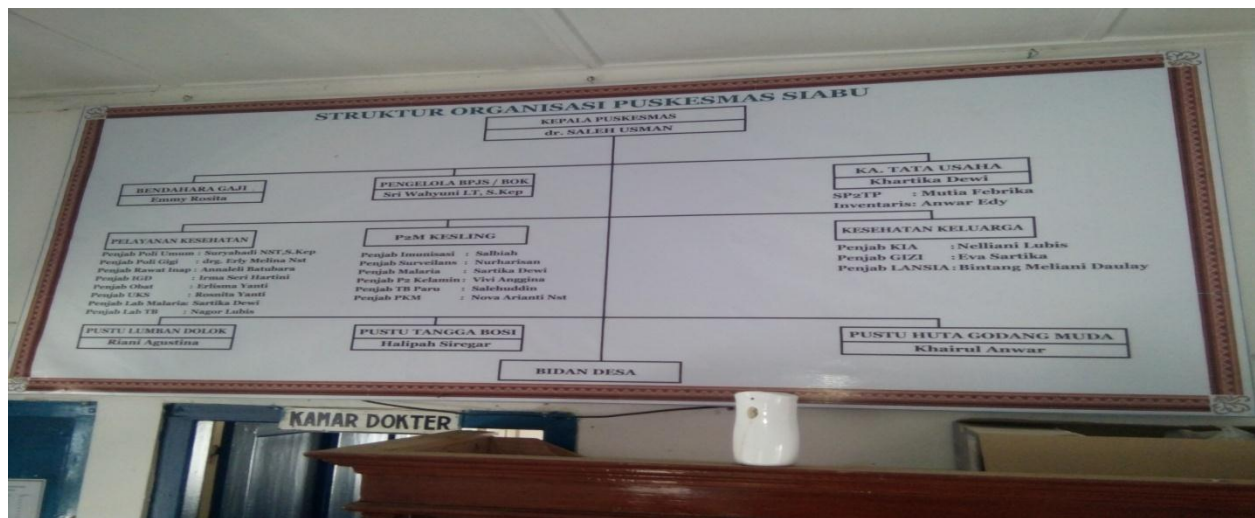 STRUKTUR ORGANISASI PUSKESMAS SIABU
KEPALA PUSKESMAS
dr. SALEH USMAN
BENDAHARA GAJI
Emmy Rosita
PENGELOLA BPJS / BOK
Sri Wahyuni LT, S.Kep
KA. TATA USAHA
Khartika Dewi
SP2TP : Mutia Febrika
Inventaris: Anwar Edy
PELAYANAN KESEHATAN
Penjab Poli Umum : Suryahadi NST,S.Kep
Penjab Poli Gigi : drg. Erly Melina Nst
Penjab Rawat Inap : Annaleli Batubara
Penjab IGD : Irma Seri Hartini
Penjab Obat : Erlisma Yanti
Penjab UKS : Rosnita Yanti
Penjab Lab Malaria: Sartika Dewi
Penjab Lab TB : Nagor Lubis
P2M KESLING
Penjab Imunisasi : Salbiah
Penjab Surveilans : Nurharisan
Penjab Malaria : Sartika Dewi
Penjab P2 Kelamin : Vivi Anggina
Penjab TB Paru : Salehuddin
Penjab PKM : Nova Arianti Nst
KESEHATAN KELUARGA
Penjab KIA : Nelliani Lubis
Penjab GIZI : Eva Sartika
Penjab LANSIA : Bintang Meliani Daulay
PUSTU LUMBAN DOLOK
Riani Agustina
PUSTU TANGGA BOSI
Halipah Siregar
PUSTU HUTA GODANG MUDA
Khairul Anwar
BIDAN DESA
KAMAR DOKTER